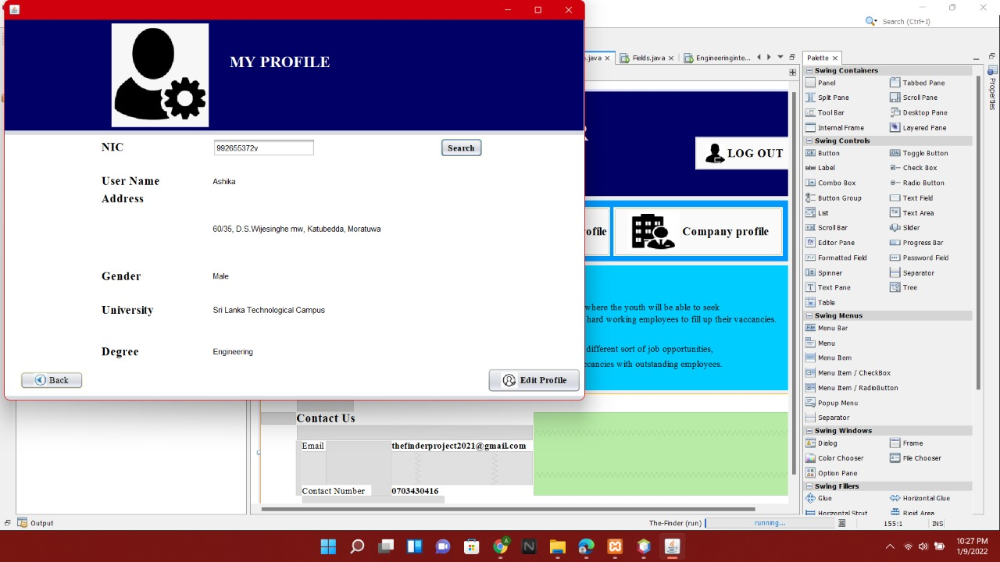 MY PROFILE
NIC
992655372v
Search
User Name
Ashika
Address
60/35, D.S.Wijesinghe mw, Katubedda, Moratuwa
Gender
Male
University
Sri Lanka Technological Campus
Degree
Engineering
Back
Edit Profile
Search (Ctrl+I)
.java
Fields.java
Engineeringinte...
LOG OUT
ofile
Company profile
where the youth will be able to seek
hard working employees to fill up their vaccancies.
different sort of job opportunities,
ccancies with outstanding employees.
Contact Us
Email
thefinderproject2021@gmail.com
Contact Number
0703430416
Palette
Swing Containers
Panel
Tabbed Pane
Split Pane
Scroll Pane
Tool Bar
Desktop Pane
Internal Frame
Layered Pane
Swing Controls
Button
Toggle Button
Label
Check Box
Combo Box
Radio Button
Button Group
Text Field
List
Text Area
Scroll Bar
Slider
Editor Pane
Progress Bar
Formatted Field
Password Field
Spinner
Separator
Text Pane
Tree
Table
Swing Menus
Menu Bar
Menu
Menu Item
Menu Item / CheckBox
Menu Item / RadioButton
Popup Menu
Separator
Swing Windows
Dialog
Frame
Color Chooser
File Chooser
Option Pane
Swing Fillers
Glue
Horizontal Glue
Horizontal Strut
Rigid Area
Properties
Output
The-Finder (run)
running...
155:1
INS
10:27 PM
1/9/2022